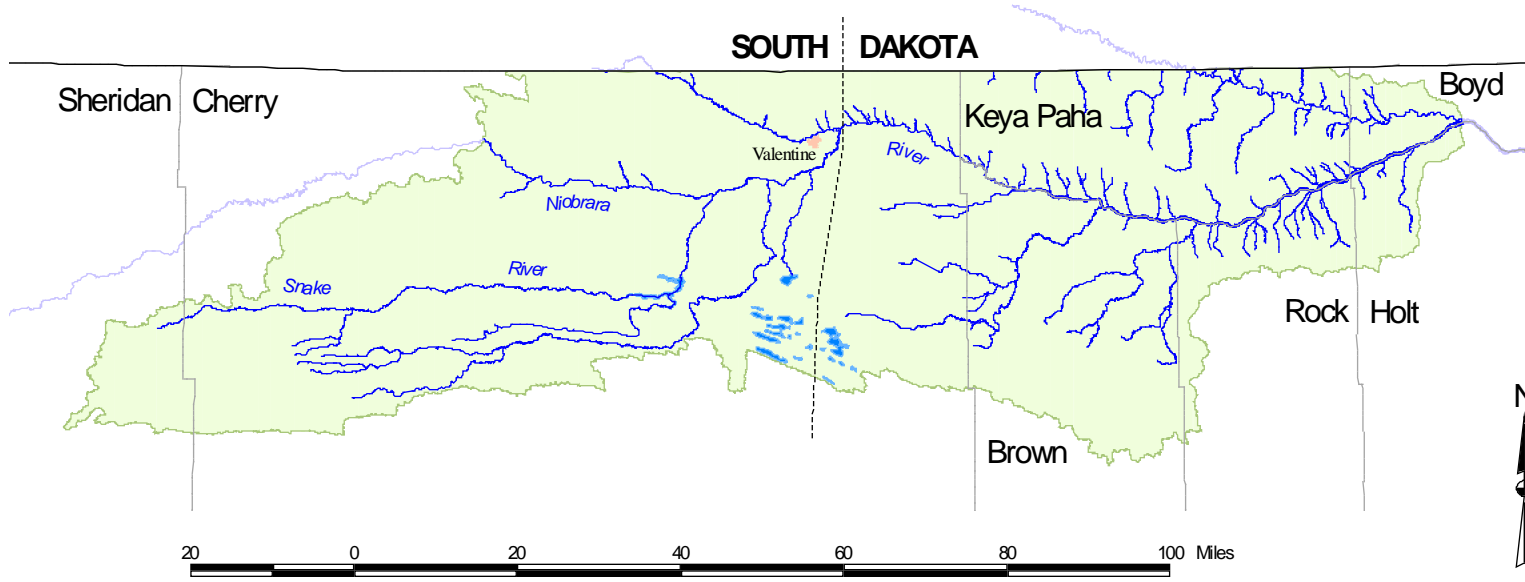 SOUTH DAKOTA
Sheridan Cherry
Boyd
Keya Paha
Valentine
River
Niobrara
River
Snake
Rock Holt
Brown
N
20 0 20 40 60 80 100 Miles